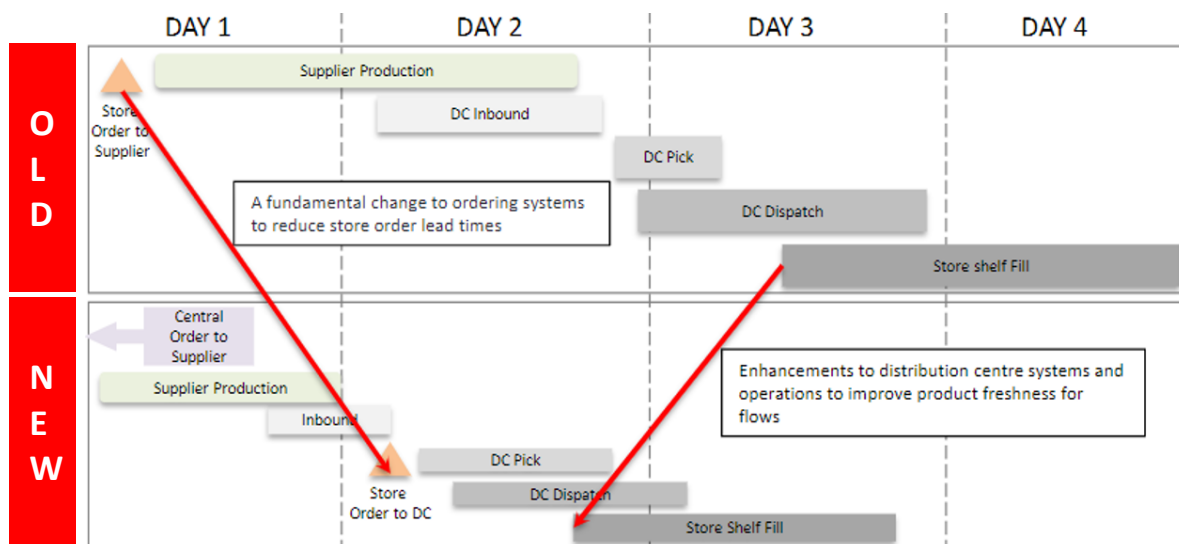 DAY 1
DAY 2
DAY 3
DAY 4
O
L
D
Supplier Production
Store
Order to
Supplier
DC Inbound
DC Pick
A fundamental change to ordering systems
to reduce store order lead times
DC Dispatch
Store shelf Fill
N
E
W
Central
Order to
Supplier
Supplier Production
Inbound
Enhancements to distribution centre systems and
operations to improve product freshness for
flows
DC Pick
Store
Order to DC
DC Dispatch
Store Shelf Fill